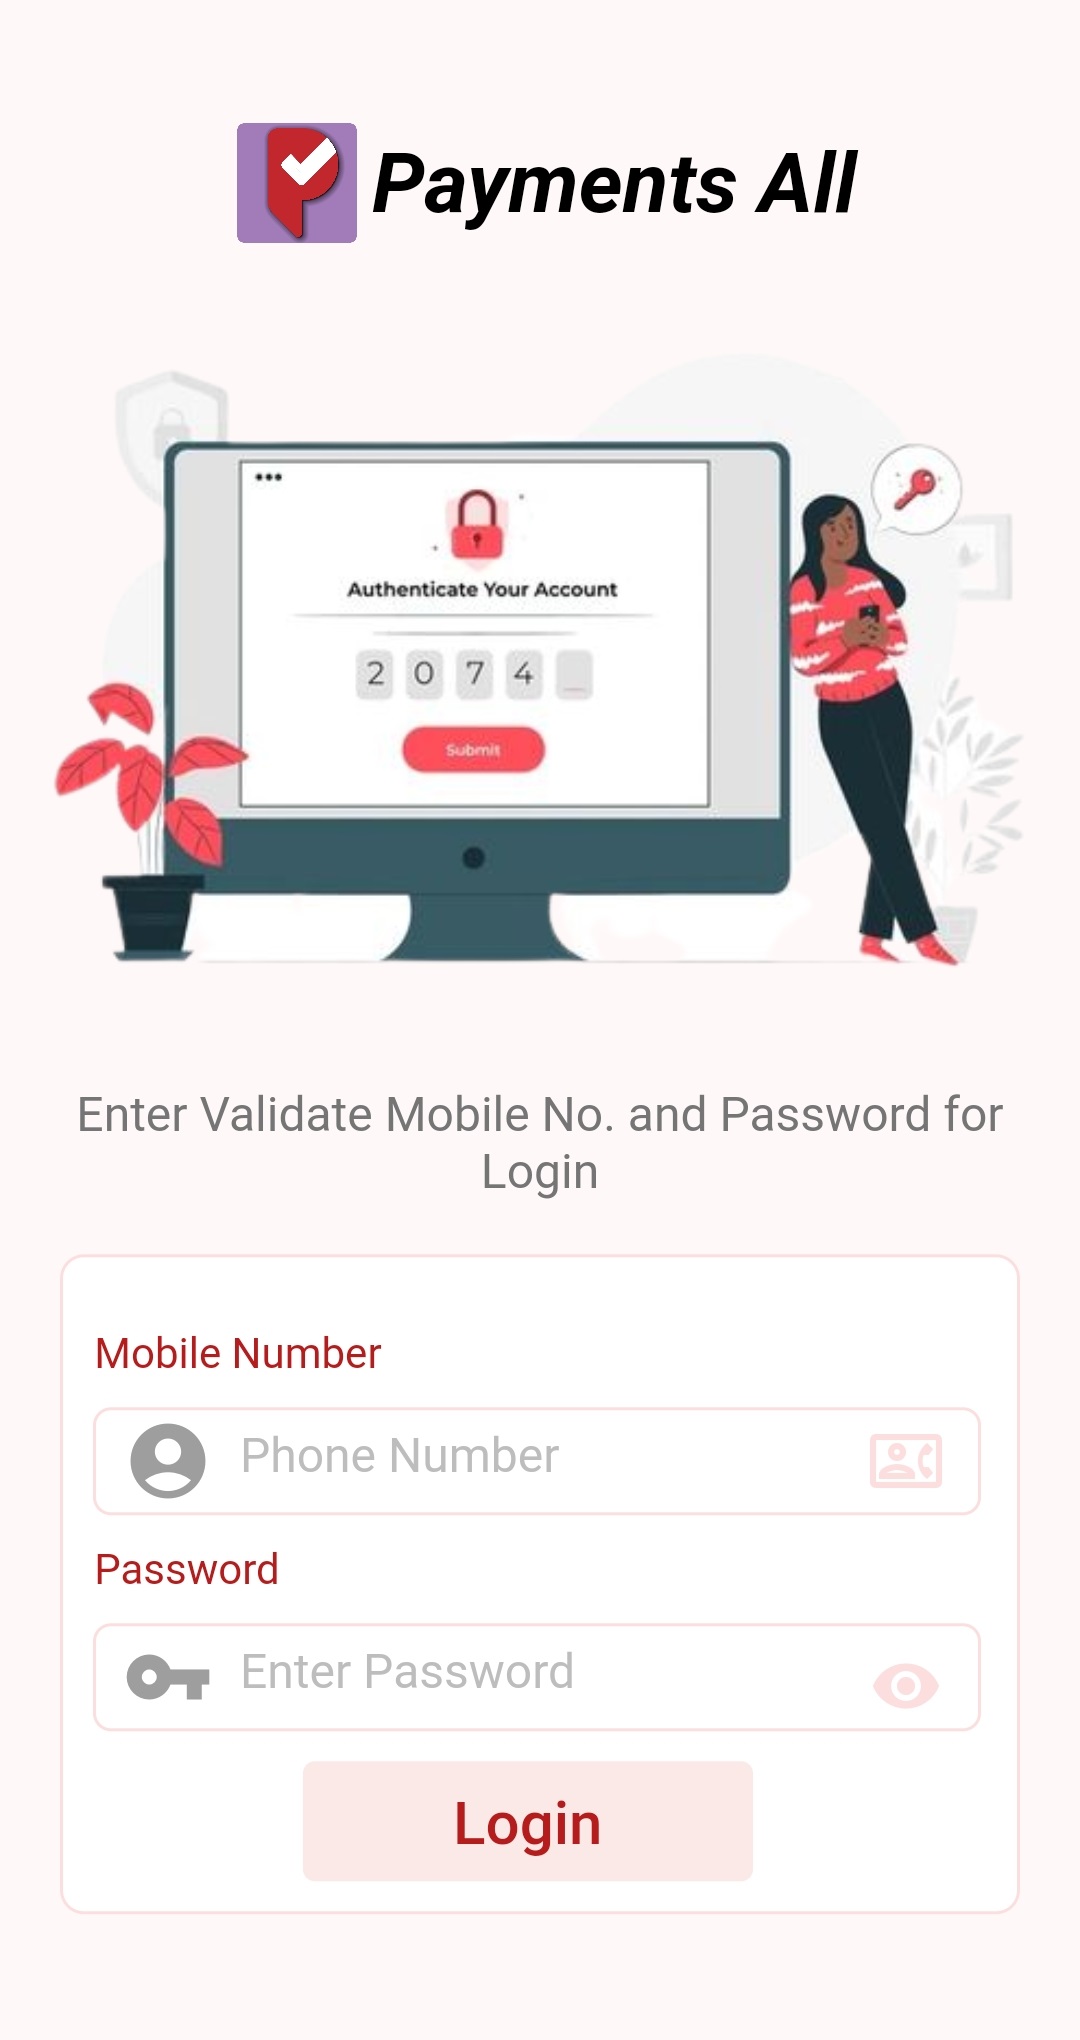 Payments All
Authenticate Your Account
2 0 7 4 _
Submit
Enter Validate Mobile No. and Password for
Login
Mobile Number
Phone Number
Password
Enter Password
Login